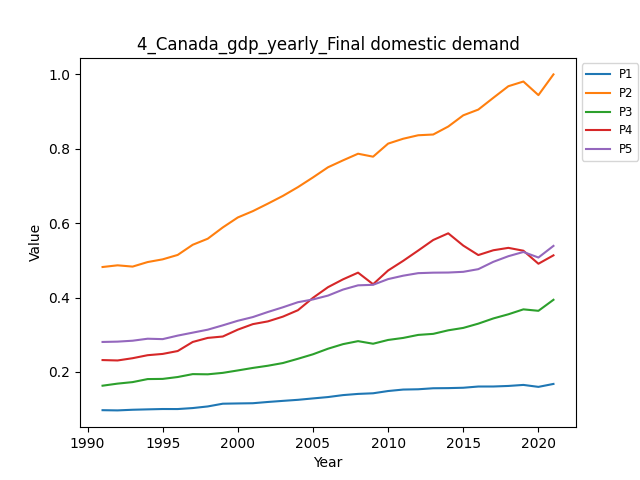 4_Canada_gdp_yearly_Final domestic demand
1.0
0.8
0.6
0.4
0.2
Value
1990 1995 2000 2005 2010 2015 2020
Year
P1
P2
P3
P4
P5